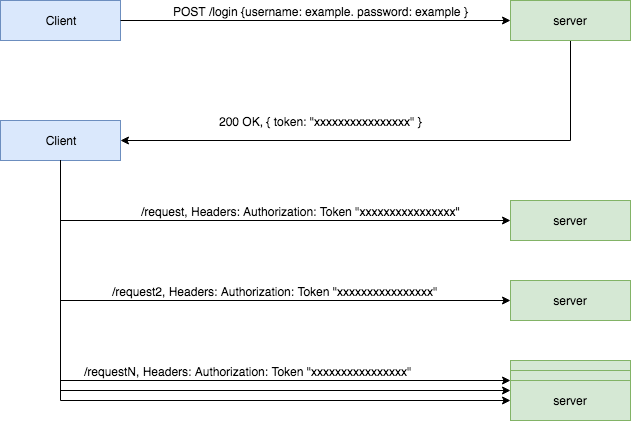 Client
POST /login {username: example. password: example }
server
200 OK, { token: "xxxxxxxxxxxxxxxx" }
Client
/request, Headers: Authorization: Token "xxxxxxxxxxxxxxxx"
server
/request2, Headers: Authorization: Token "xxxxxxxxxxxxxxxx"
server
/requestN, Headers: Authorization: Token "xxxxxxxxxxxxxxxx"
server